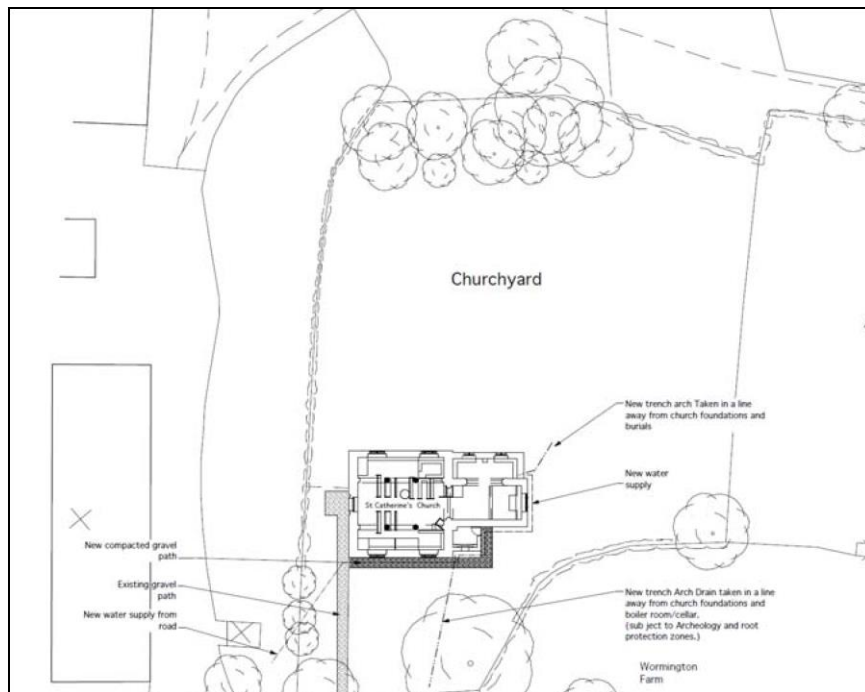 Churchyard
New trench arch Taken in a line
away from church foundations and
burials
New water
supply
St Catherine's Church
New compacted gravel
path
Existing gravel
path
New water supply from
road
New trench Arch Drain taken in a line
away from church foundations and
boiler room/cellar.
(sub ject to Archeology and root
protection zones.)
Wormington
Farm